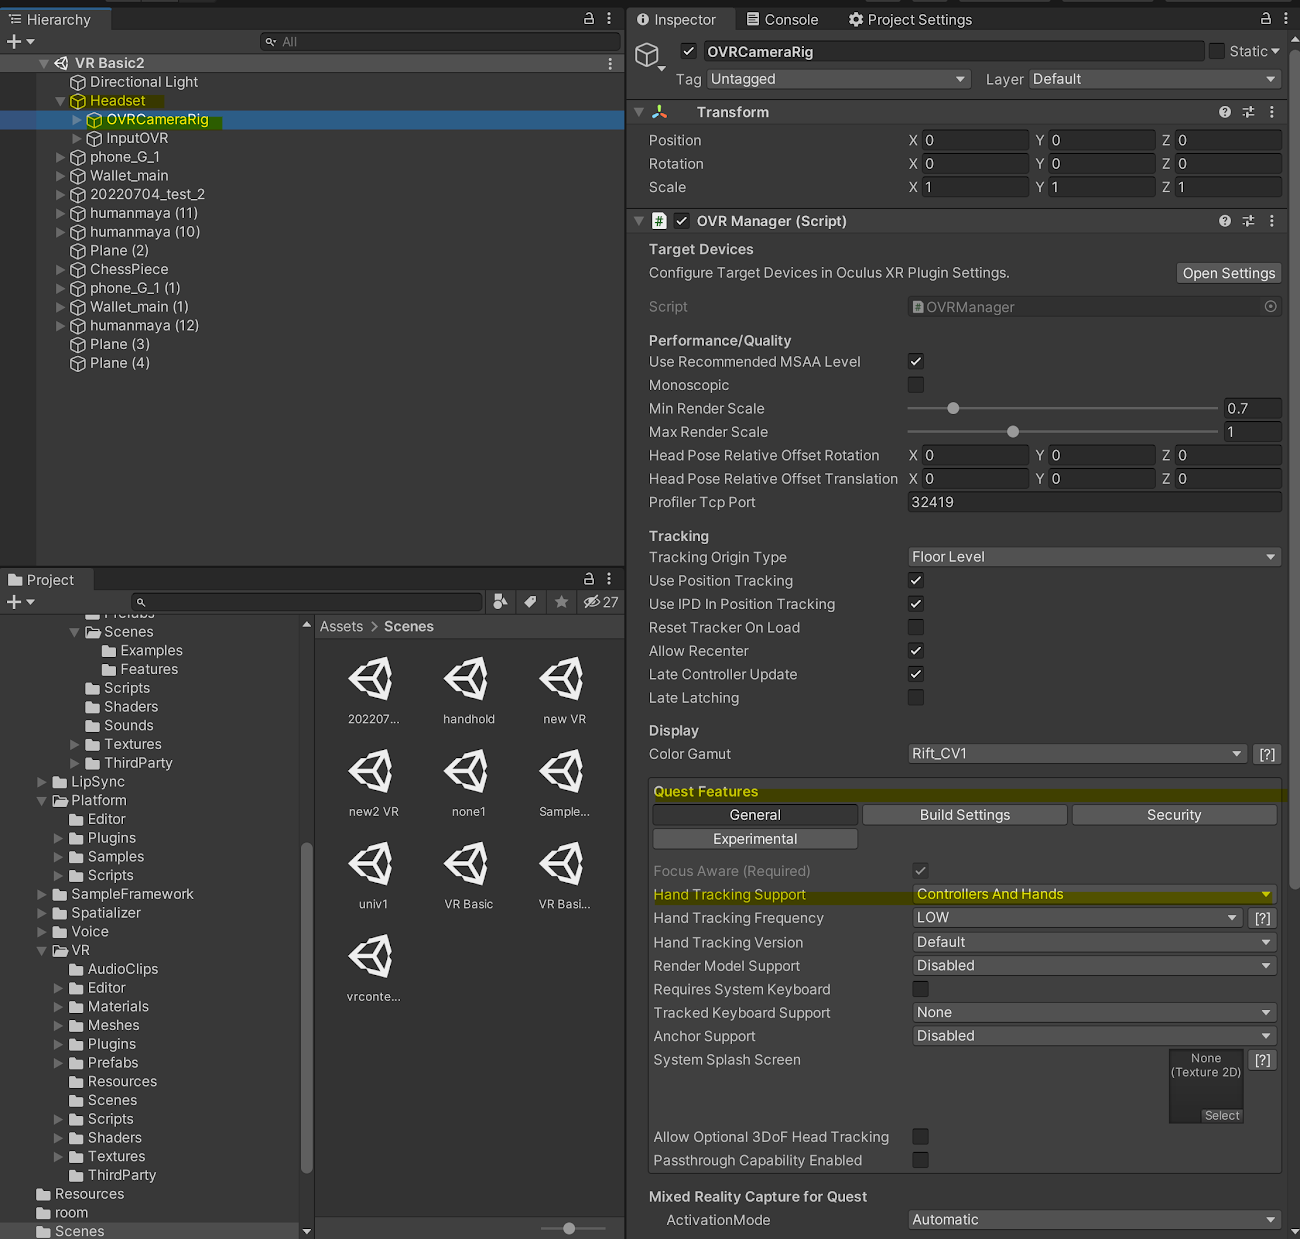 Hierarchy
All
VR Basic2
Directional Light
Headset
OVRCameraRig
InputOVR
phone_G_1
Wallet_main
20220704_test_2
humanmaya (11)
humanmaya (10)
Plane (2)
ChessPiece
phone_G_1 (1)
Wallet_main (1)
humanmaya (12)
Plane (3)
Plane (4)
Project
27
Prefabs
Scenes
Examples
Features
Scripts
Shaders
Sounds
Textures
ThirdParty
LipSync
Platform
Editor
Plugins
Samples
Scripts
SampleFramework
Spatializer
Voice
VR
AudioClips
Editor
Materials
Meshes
Plugins
Prefabs
Resources
Scenes
Scripts
Shaders
Textures
ThirdParty
Resources
room
Scenes
Assets > Scenes
202207... handhold new VR
new2 VR none1 Sample...
univ1 VR Basic VR Basi...
vrconte...
Inspector Console Project Settings
OVRCameraRig Static
Tag Untagged Layer Default
Transform
Position X 0 Y 0 Z 0
Rotation X 0 Y 0 Z 0
Scale X 1 Y 1 Z 1
# OVR Manager (Script)
Target Devices
Configure Target Devices in Oculus XR Plugin Settings. Open Settings
Script OVRManager
Performance/Quality
Use Recommended MSAA Level
Monoscopic
Min Render Scale 0.7
Max Render Scale 1
Head Pose Relative Offset Rotation X 0 Y 0 Z 0
Head Pose Relative Offset Translation X 0 Y 0 Z 0
Profiler Tcp Port 32419
Tracking
Tracking Origin Type Floor Level
Use Position Tracking
Use IPD In Position Tracking
Reset Tracker On Load
Allow Recenter
Late Controller Update
Late Latching
Display
Color Gamut Rift_CV1 [?]
Quest Features
General Build Settings Security
Experimental
Focus Aware (Required)
Hand Tracking Support Controllers And Hands
Hand Tracking Frequency LOW [?]
Hand Tracking Version Default
Render Model Support Disabled
Requires System Keyboard
Tracked Keyboard Support None
Anchor Support Disabled
System Splash Screen None [?]
(Texture 2D)
Select
Allow Optional 3DoF Head Tracking
Passthrough Capability Enabled
Mixed Reality Capture for Quest
ActivationMode Automatic